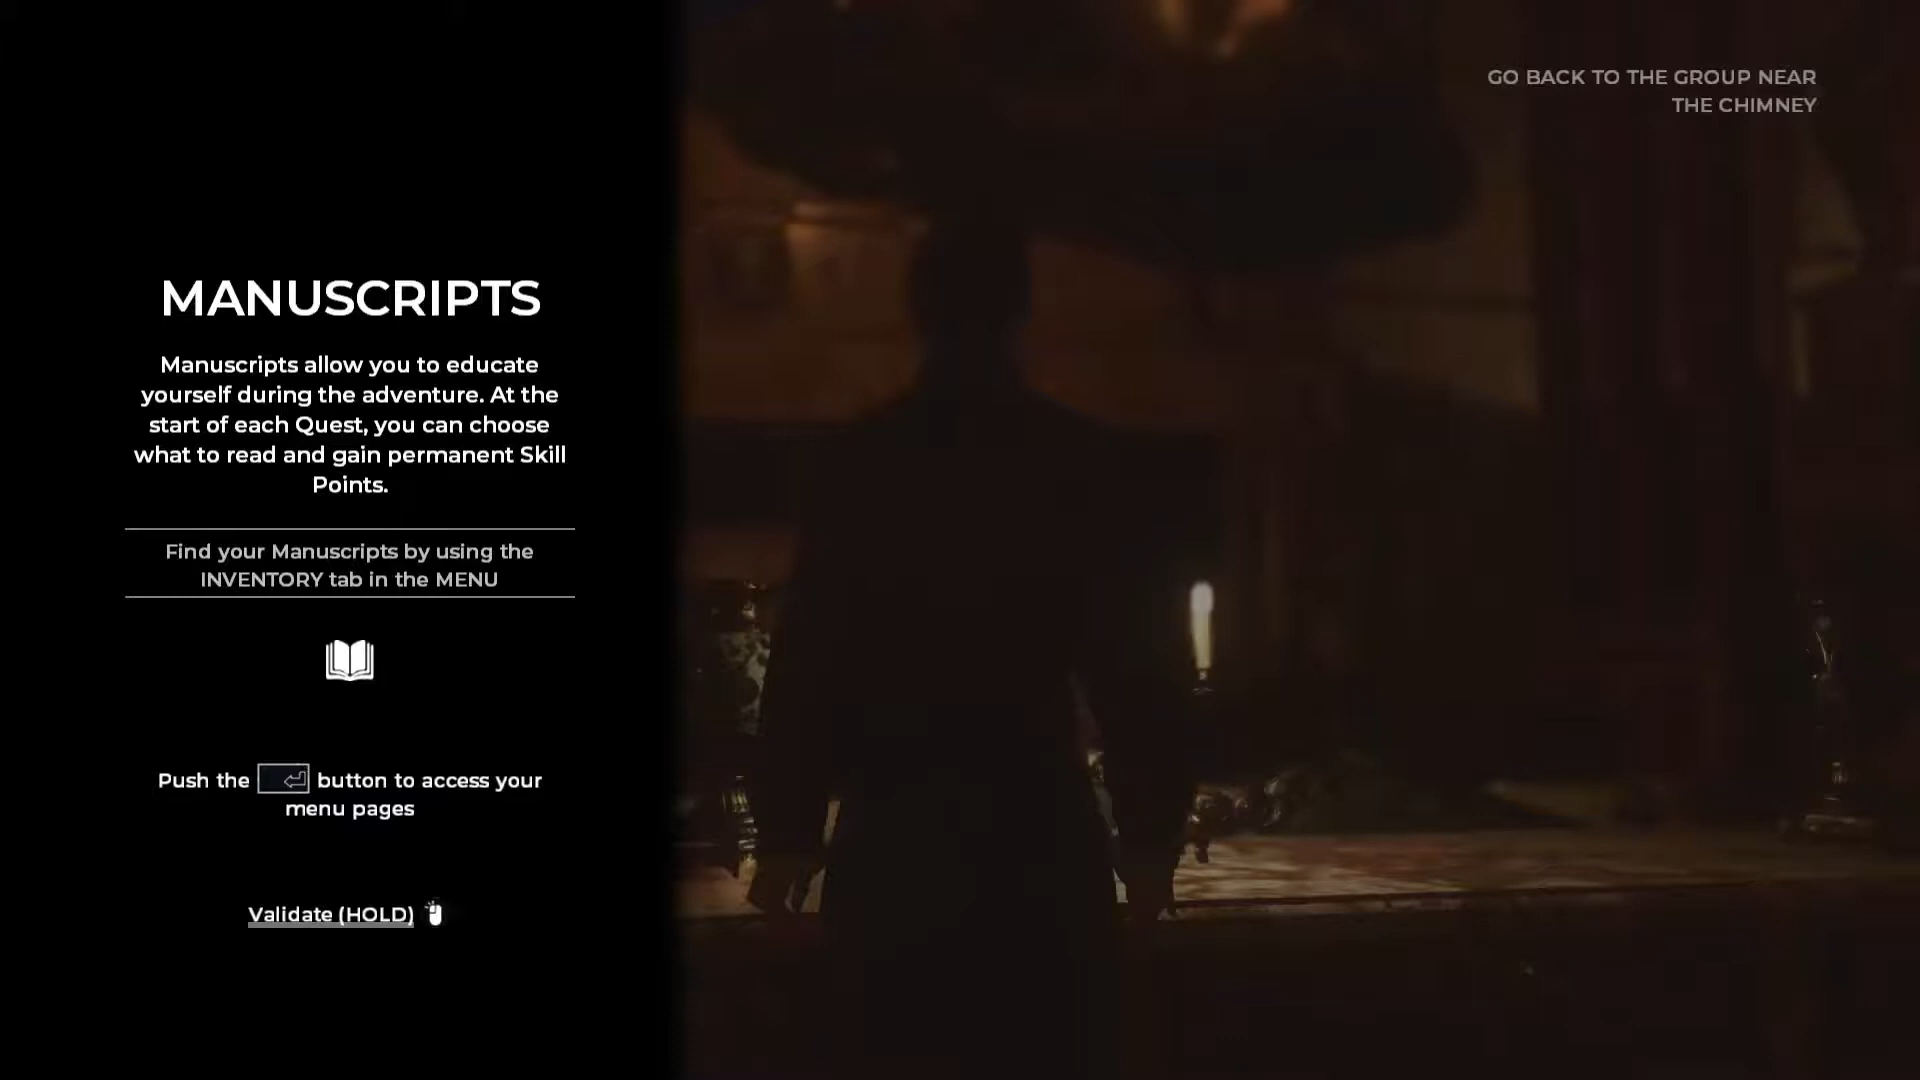 GO BACK TO THE GROUP NEAR
THE CHIMNEY
MANUSCRIPTS
Manuscripts allow you to educate
yourself during the adventure. At the
start of each Quest, you can choose
what to read and gain permanent Skill
Points.
Find your Manuscripts by using the
INVENTORY tab in the MENU
Push the button to access your
menu pages
Validate (HOLD)